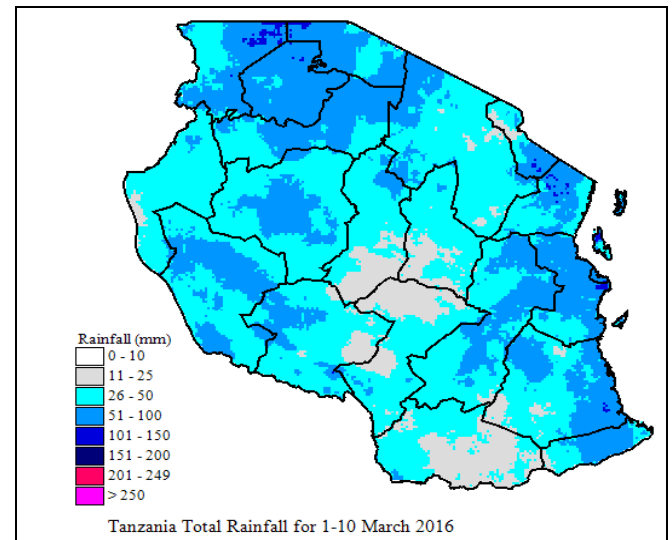 Rainfall (mm)
0 - 10
11 - 25
26 - 50
51 - 100
101 - 150
151 - 200
201 - 249
> 250
Tanzania Total Rainfall for 1-10 March 2016